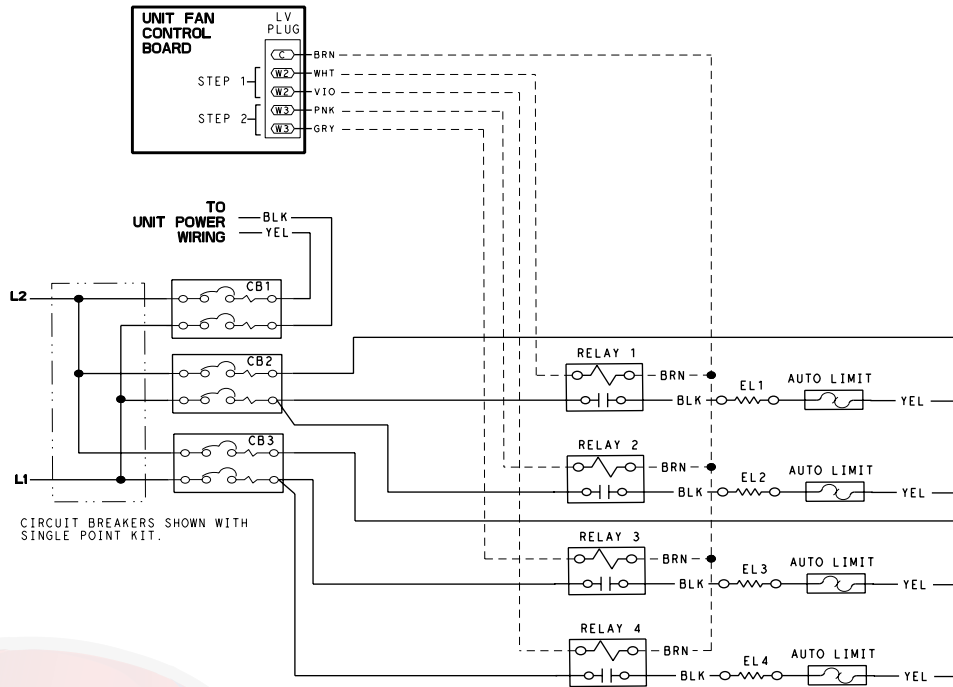 UNIT FAN
CONTROL
BOARD
LV
PLUG
C
BRN
W2
WHT
STEP 1
W2
VIO
W3
PNK
STEP 2
W3
GRY
TO
UNIT POWER
WIRING
BLK
YEL
L2
CB1
CB2
RELAY 1
BRN
EL1
AUTO LIMIT
BLK
YEL
CB3
RELAY 2
BRN
EL2
AUTO LIMIT
BLK
YEL
L1
CIRCUIT BREAKERS SHOWN WITH
SINGLE POINT KIT.
RELAY 3
BRN
EL3
AUTO LIMIT
BLK
YEL
RELAY 4
BRN
EL4
AUTO LIMIT
BLK
YEL